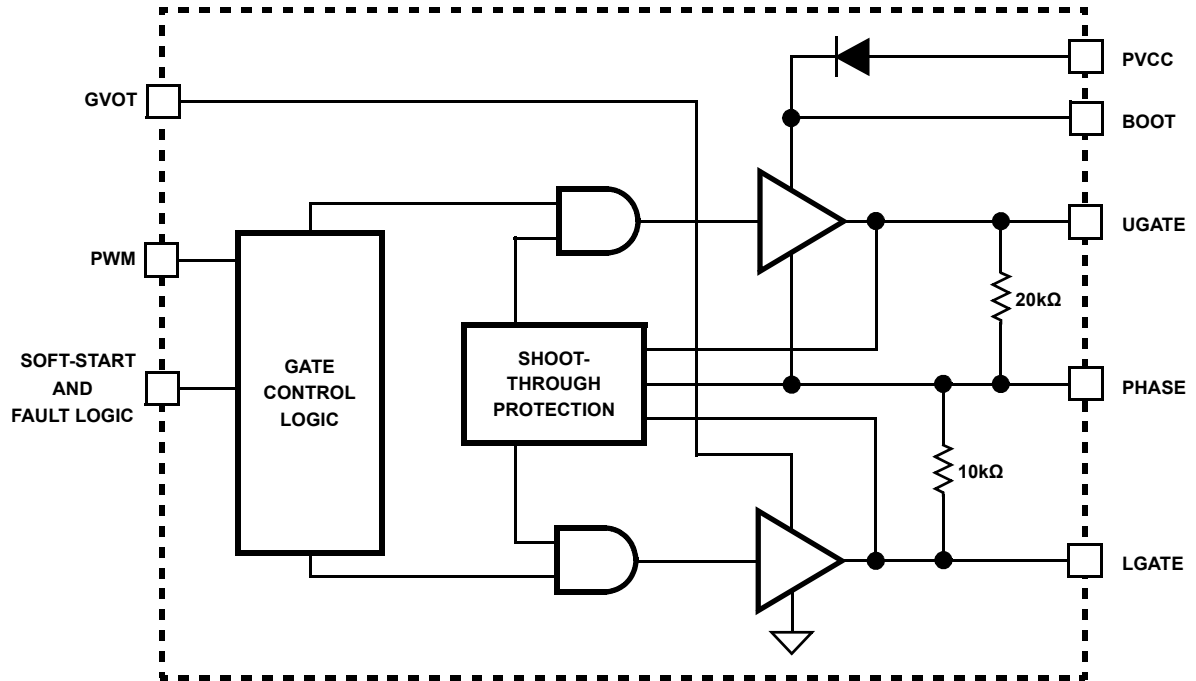 PVCC
GVOT
BOOT
UGATE
PWM
20kΩ
SOFT-START
AND
FAULT LOGIC
GATE
CONTROL
LOGIC
SHOOT-
THROUGH
PROTECTION
PHASE
10kΩ
LGATE